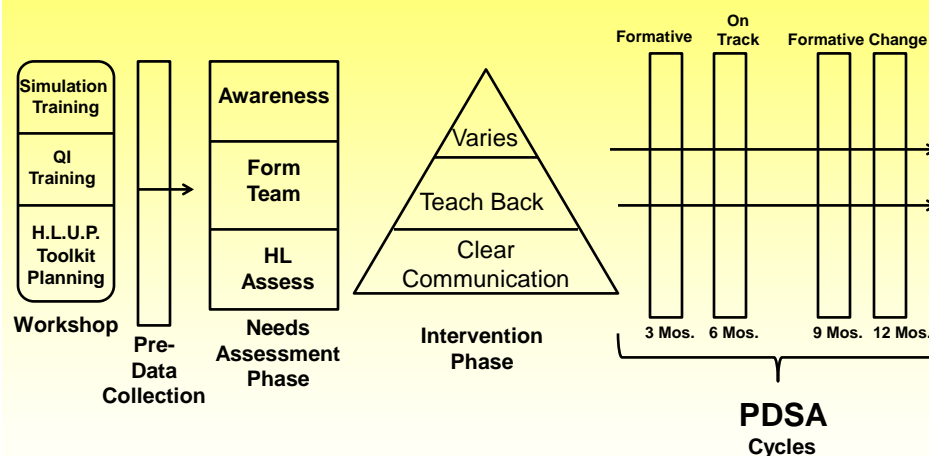 Simulation
Training
QI
Training
H.L.U.P.
Toolkit
Planning
Workshop
Pre-
Data
Collection
Awareness
Form
Team
HL
Assess
Needs
Assessment
Phase
Varies
Teach Back
Clear
Communication
Intervention
Phase
Formative
On
Track
Formative
Change
3 Mos.
6 Mos.
9 Mos.
12 Mos.
PDSA
Cycles